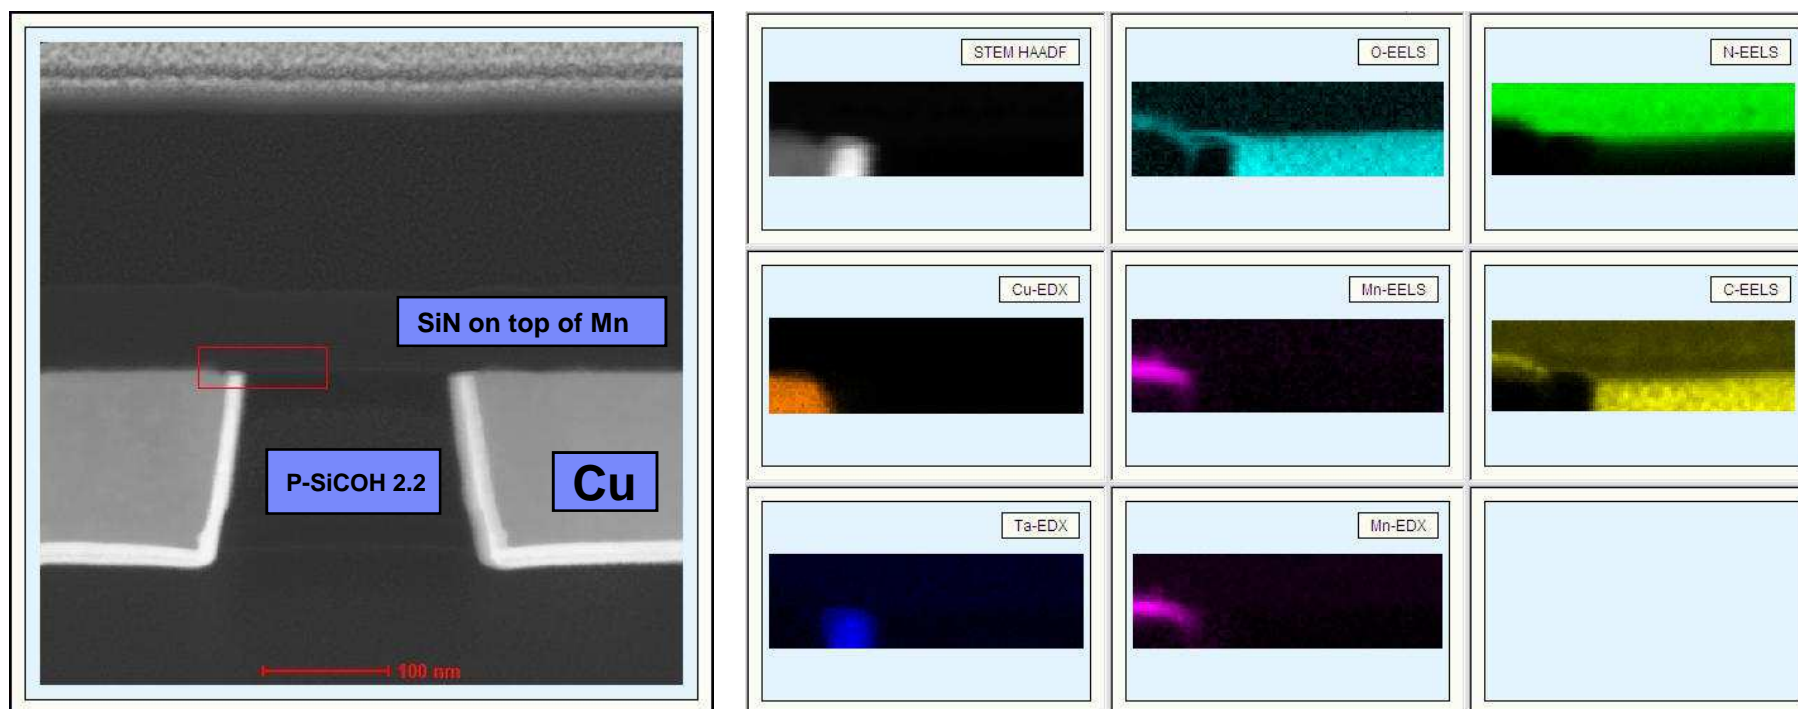 SiN on top of Mn
P-SiCOH 2.2
Cu
100 nm
STEM HAADF
O-EELS
N-EELS
Cu-EDX
Mn-EELS
C-EELS
Ta-EDX
Mn-EDX